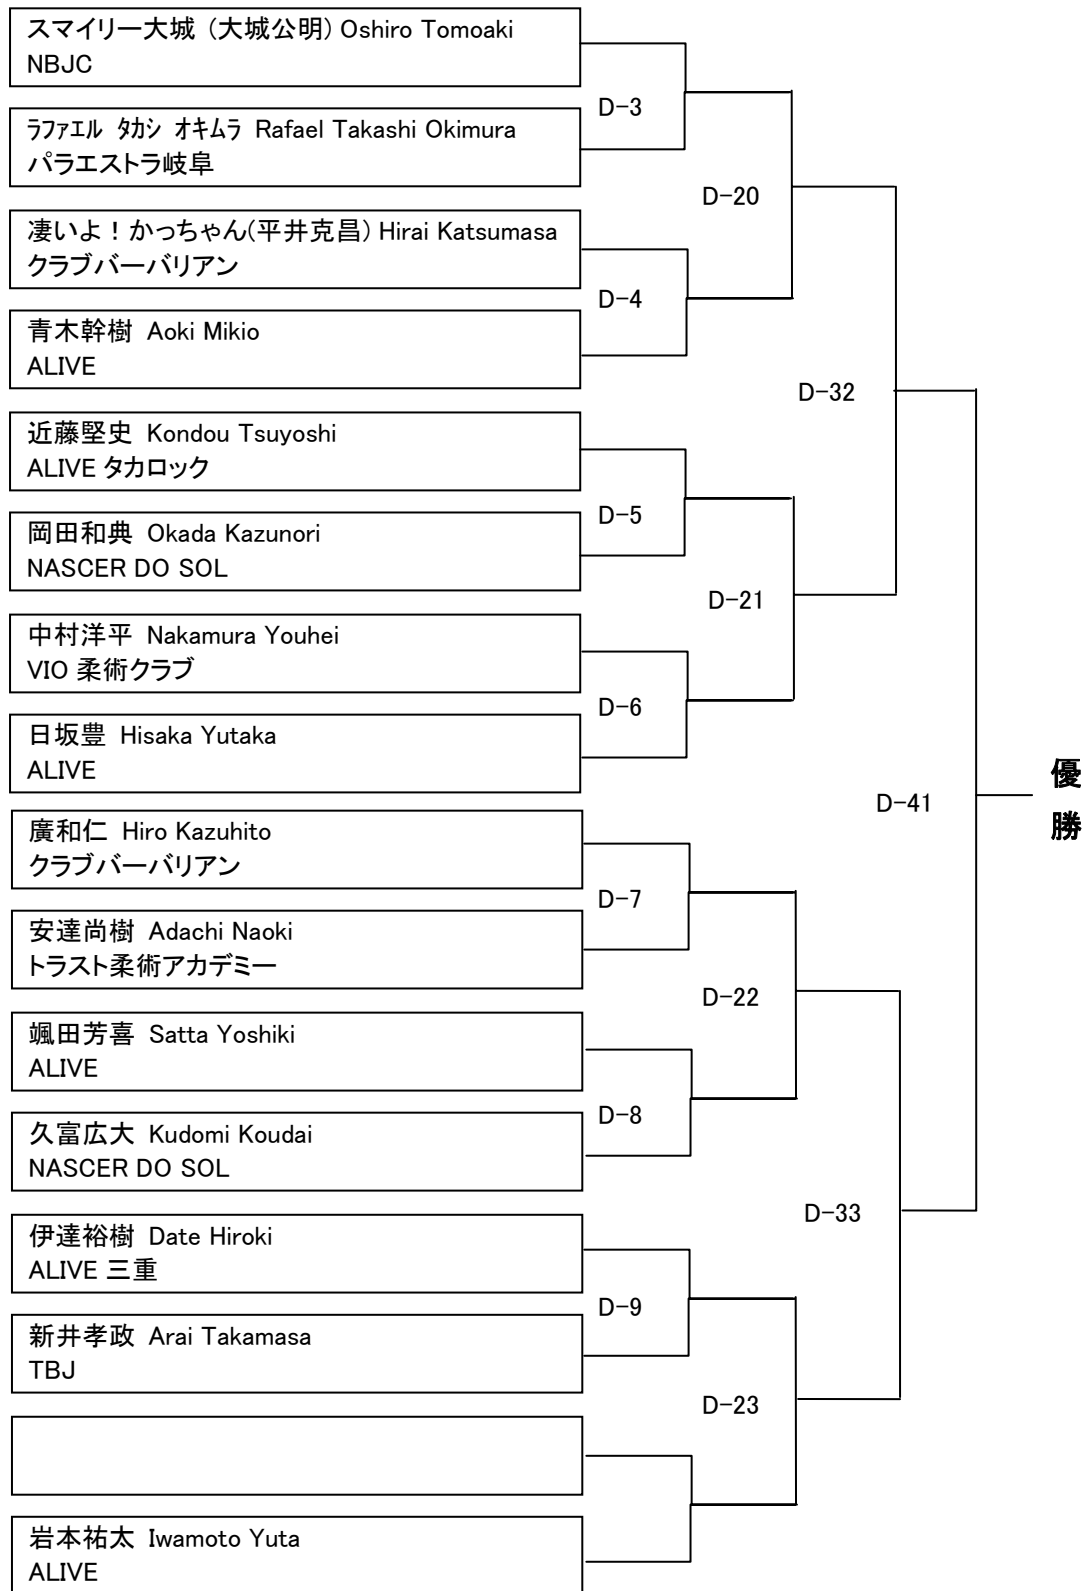 スマイリー大城 (大城公明) Oshiro Tomoaki
NBJC
D-3
ラファエル タカシ オキムラ Rafael Takashi Okimura
パラエストラ岐阜
D-20
凄いよ！かっちゃん(平井克昌) Hirai Katsumasa
クラブバーバリアン
D-4
青木幹樹 Aoki Mikio
ALIVE
D-32
近藤堅史 Kondou Tsuyoshi
ALIVE タカロック
D-5
岡田和典 Okada Kazunori
NASCER DO SOL
D-21
中村洋平 Nakamura Youhei
VIO 柔術クラブ
D-6
日坂豊 Hisaka Yutaka
ALIVE
優勝
D-41
廣和仁 Hiro Kazuhito
クラブバーバリアン
D-7
安達尚樹 Adachi Naoki
トラスト柔術アカデミー
D-22
颯田芳喜 Satta Yoshiki
ALIVE
D-8
久富広大 Kudomi Koudai
NASCER DO SOL
D-33
伊達裕樹 Date Hiroki
ALIVE 三重
D-9
新井孝政 Arai Takamasa
TBJ
D-23
岩本祐太 Iwamoto Yuta
ALIVE